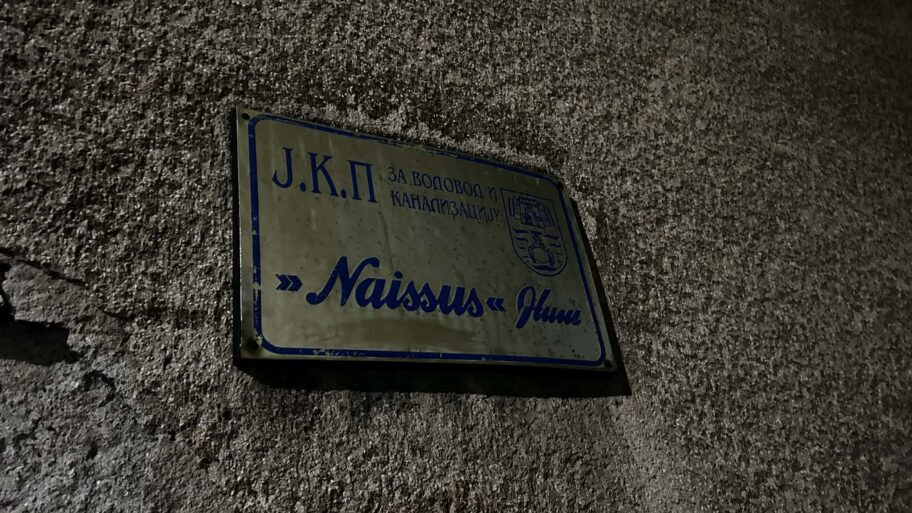 Ј.К.П ЗА ВОДОВОД И
КАНАЛИЗАЦИЈУ
»Naissus« Ниш